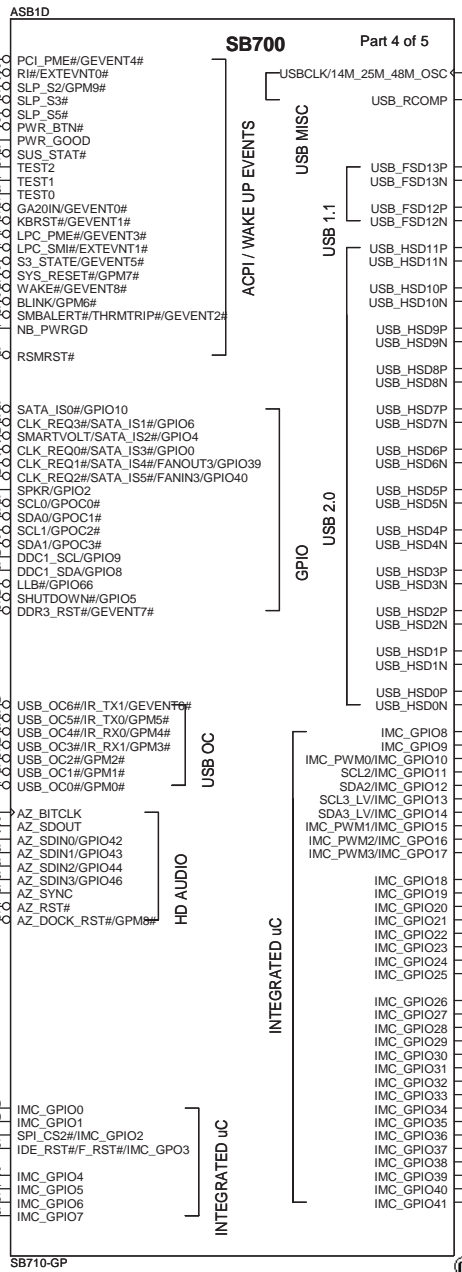 ASB1D
SB700
Part 4 of 5
PCI_PME#/GEVENT4#
RI#/EXTEVNT0#
SLP_S2/GPM9#
SLP_S3#
SLP_S5#
PWR_BTN#
PWR_GOOD
SUS_STAT#
TEST2
TEST1
TEST0
GA20IN/GEVENT0#
KBRST#/GEVENT1#
LPC_PME#/GEVENT3#
LPC_SMI#/EXTEVNT1#
S3_STATE/GEVENT5#
SYS_RESET#/GPM7#
WAKE#/GEVENT8#
BLINK/GPM6#
SMBALERT#/THRMTRIP#/GEVENT2#
NB_PWRGD
RSMRST#
ACPI / WAKE UP EVENTS
SATA_IS0#/GPIO10
CLK_REQ3#/SATA_IS1#/GPIO6
SMARTVOLT/SATA_IS2#/GPIO4
CLK_REQ0#/SATA_IS3#/GPIO0
CLK_REQ1#/SATA_IS4#/FANOUT3/GPIO39
CLK_REQ2#/SATA_IS5#/FANIN3/GPIO40
SPKR/GPIO2
SCL0/GPOC0#
SDA0/GPOC1#
SCL1/GPOC2#
SDA1/GPOC3#
DDC1_SCL/GPIO9
DDC1_SDA/GPIO8
LLB#/GPIO66
SHUTDOWN#/GPIO5
DDR3_RST#/GEVENT7#
GPIO
USB_OC6#/IR_TX1/GEVENT6#
USB_OC5#/IR_TX0/GPM5#
USB_OC4#/IR_RX0/GPM4#
USB_OC3#/IR_RX1/GPM3#
USB_OC2#/GPM2#
USB_OC1#/GPM1#
USB_OC0#/GPM0#
USB OC
AZ_BITCLK
AZ_SDOUT
AZ_SDIN0/GPIO42
AZ_SDIN1/GPIO43
AZ_SDIN2/GPIO44
AZ_SDIN3/GPIO46
AZ_SYNC
AZ_RST#
AZ_DOCK_RST#/GPM8#
HD AUDIO
IMC_GPIO0
IMC_GPIO1
SPI_CS2#/IMC_GPIO2
IDE_RST#/F_RST#/IMC_GPO3
IMC_GPIO4
IMC_GPIO5
IMC_GPIO6
IMC_GPIO7
INTEGRATED uC
USBCLK/14M_25M_48M_OSC
USB_RCOMP
USB MISC
USB_FSD13P
USB_FSD13N
USB_FSD12P
USB_FSD12N
USB 1.1
USB_HSD11P
USB_HSD11N
USB_HSD10P
USB_HSD10N
USB_HSD9P
USB_HSD9N
USB_HSD8P
USB_HSD8N
USB_HSD7P
USB_HSD7N
USB_HSD6P
USB_HSD6N
USB_HSD5P
USB_HSD5N
USB_HSD4P
USB_HSD4N
USB_HSD3P
USB_HSD3N
USB_HSD2P
USB_HSD2N
USB_HSD1P
USB_HSD1N
USB_HSD0P
USB_HSD0N
USB 2.0
IMC_GPIO8
IMC_GPIO9
IMC_PWM0/IMC_GPIO10
SCL2/IMC_GPIO11
SDA2/IMC_GPIO12
SCL3_LV/IMC_GPIO13
SDA3_LV/IMC_GPIO14
IMC_PWM1/IMC_GPIO15
IMC_PWM2/IMC_GPO16
IMC_PWM3/IMC_GPO17
IMC_GPIO18
IMC_GPIO19
IMC_GPIO20
IMC_GPIO21
IMC_GPIO22
IMC_GPIO23
IMC_GPIO24
IMC_GPIO25
IMC_GPIO26
IMC_GPIO27
IMC_GPIO28
IMC_GPIO29
IMC_GPIO30
IMC_GPIO31
IMC_GPIO32
IMC_GPIO33
IMC_GPIO34
IMC_GPIO35
IMC_GPIO36
IMC_GPIO37
IMC_GPIO38
IMC_GPIO39
IMC_GPIO40
IMC_GPIO41
INTEGRATED uC
SB710-GP